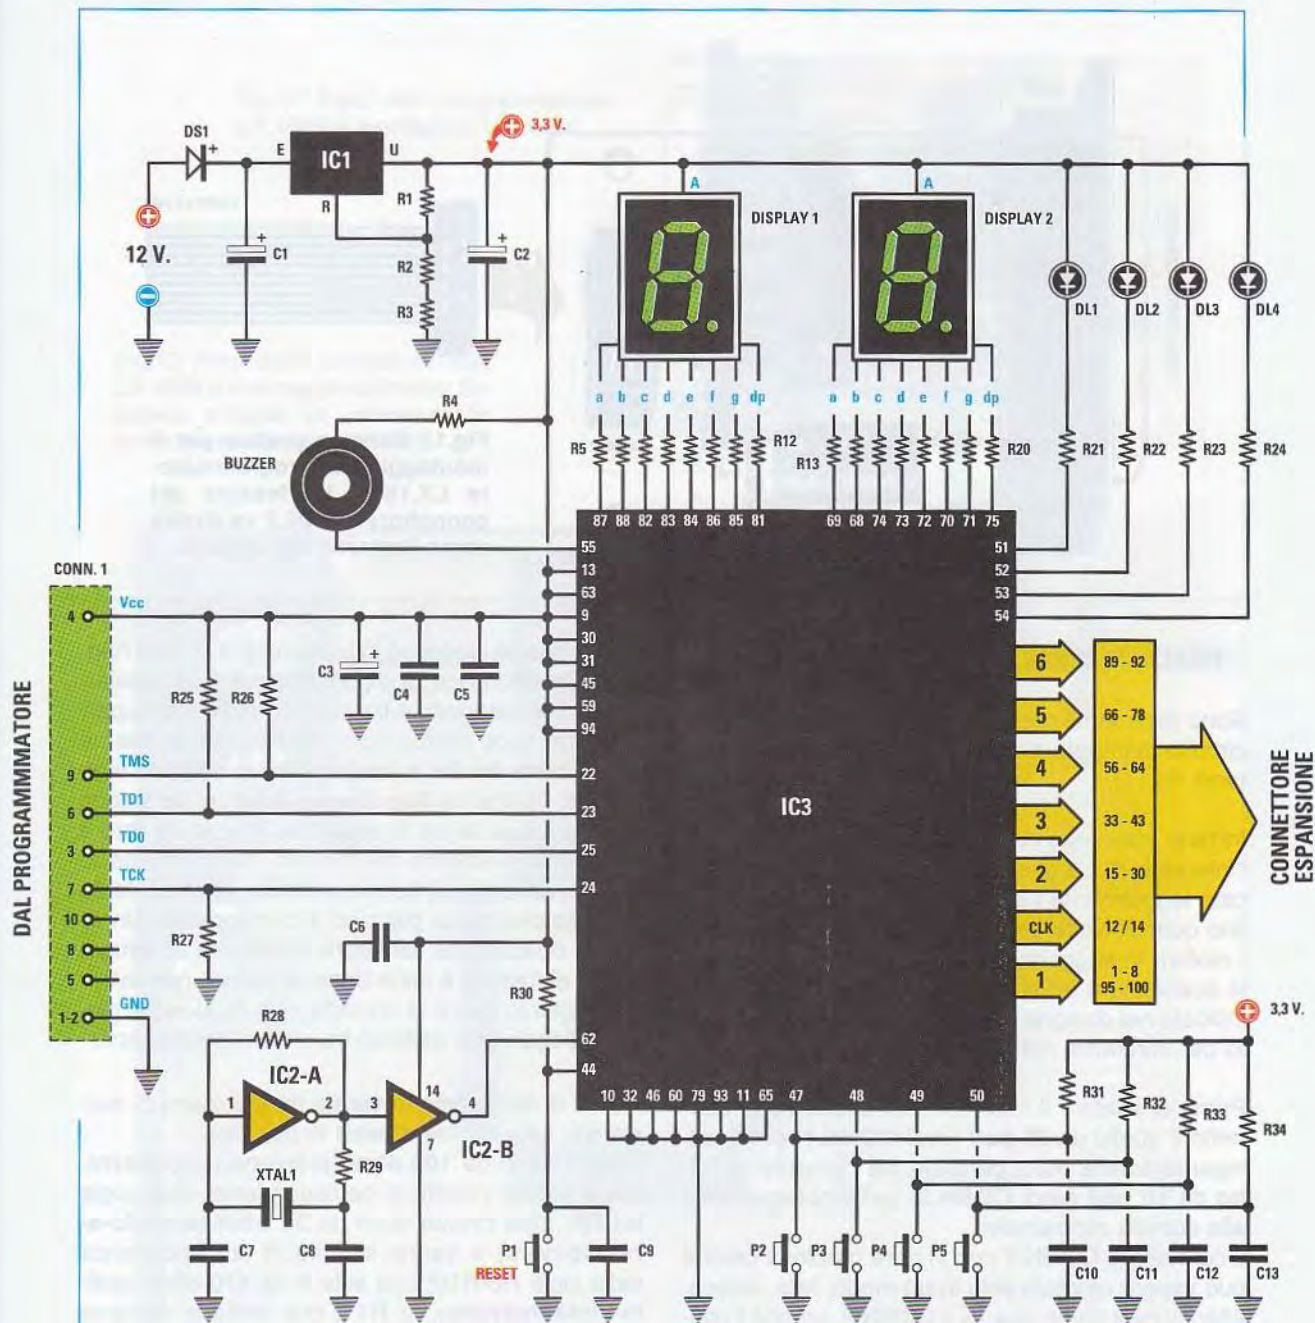 DS1
+
E
IC1
U
R
3,3 V.
R1
12 V.
+
C1
R2
R3
+
C2
A
DISPLAY 1
A
DISPLAY 2
DL1
DL2
DL3
DL4
R4
BUZZER
a b c d e f g dp
R5
R12
a b c d e f g dp
R13
R20
R21
R22
R23
R24
87 88 82 83 84 86 85 81
69 68 74 73 72 70 71 75
55
13
63
9
30
31
45
59
94
22
23
25
24
62
44
51
52
53
54
IC3
CONN. 1
DAL PROGRAMMATORE
4
Vcc
9
TMS
6
TD1
3
TD0
7
TCK
10
8
5
1-2
GND
R25
R26
C3
+
C4
C5
R27
C6
R30
R28
IC2-A
1
2
3
14
4
7
IC2-B
R29
XTAL1
C7
C8
P1
RESET
C9
10 32 46 60 79 93 11 65
47
48
49
50
P2
P3
P4
P5
6
89 - 92
5
66 - 78
4
56 - 64
3
33 - 43
2
15 - 30
CLK
12 / 14
1
1 - 8
95 - 100
CONNETTORE
ESPANSIONE
3,3 V.
R31
R32
R33
R34
C10
C11
C12
C13